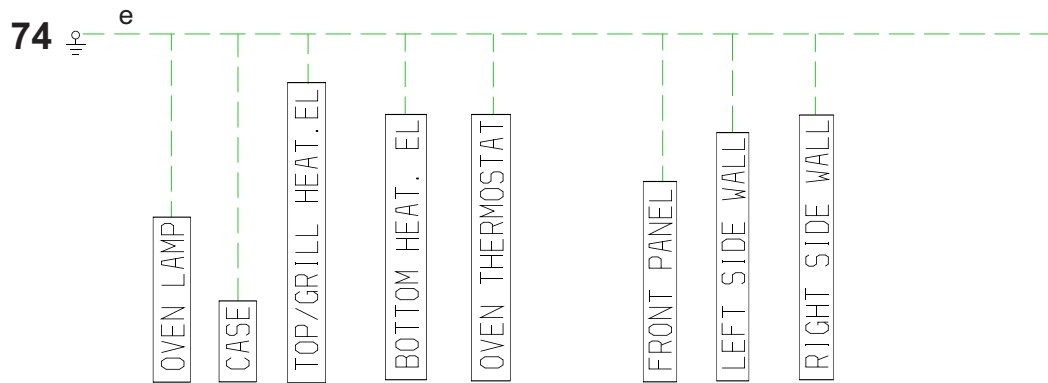 e
74
OVEN LAMP
CASE
TOP/GRILL HEAT.EL
BOTTOM HEAT. EL
OVEN THERMOSTAT
FRONT PANEL
LEFT SIDE WALL
RIGHT SIDE WALL